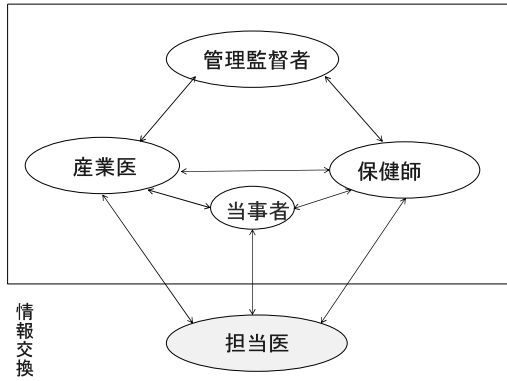 管理監督者
産業医
保健師
当事者
担当医
情報交換